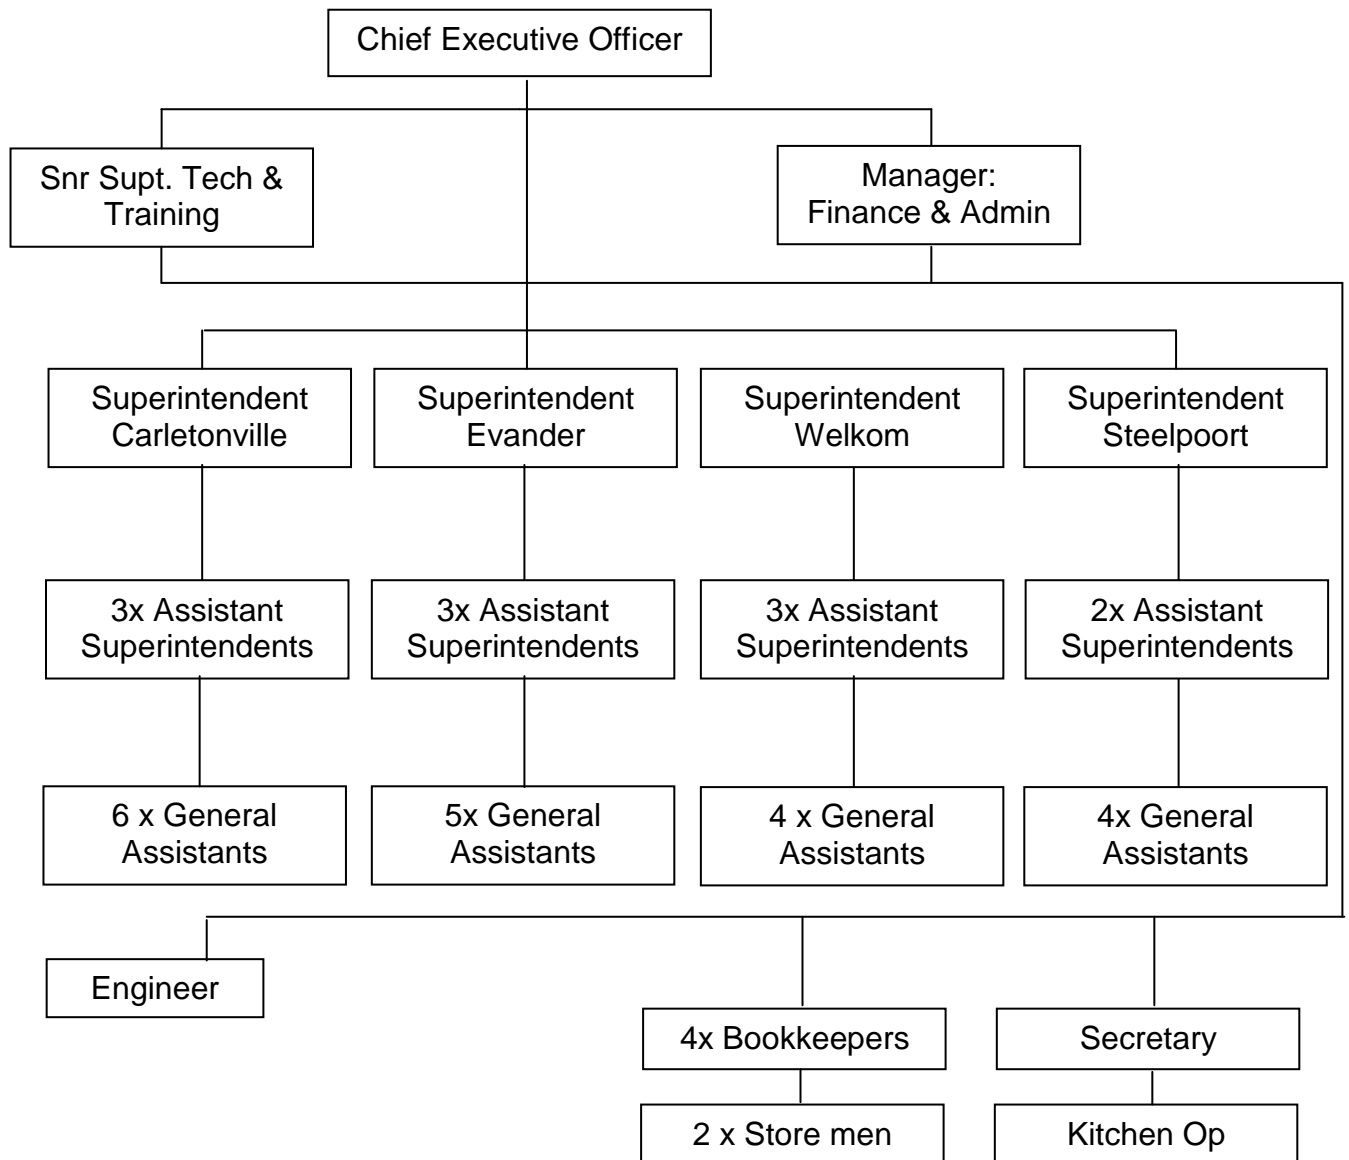 Chief Executive Officer
Snr Supt. Tech &
Training
Manager:
Finance & Admin
Superintendent
Carletonville
Superintendent
Evander
Superintendent
Welkom
Superintendent
Steelpoort
3x Assistant
Superintendents
3x Assistant
Superintendents
3x Assistant
Superintendents
2x Assistant
Superintendents
6 x General
Assistants
5x General
Assistants
4 x General
Assistants
4x General
Assistants
Engineer
4x Bookkeepers
Secretary
2 x Store men
Kitchen Op